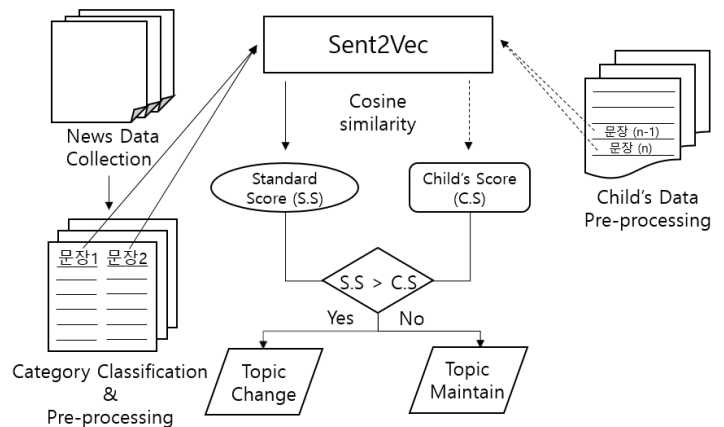 Sent2Vec
Cosine
similarity
News Data
Collection
문장 (n-1)
문장 (n)
Child's Data
Pre-processing
Standard
Score (S.S)
Child's Score
(C.S)
문장1 문장2
S.S > C.S
Yes No
Category Classification
&
Pre-processing
Topic
Change
Topic
Maintain